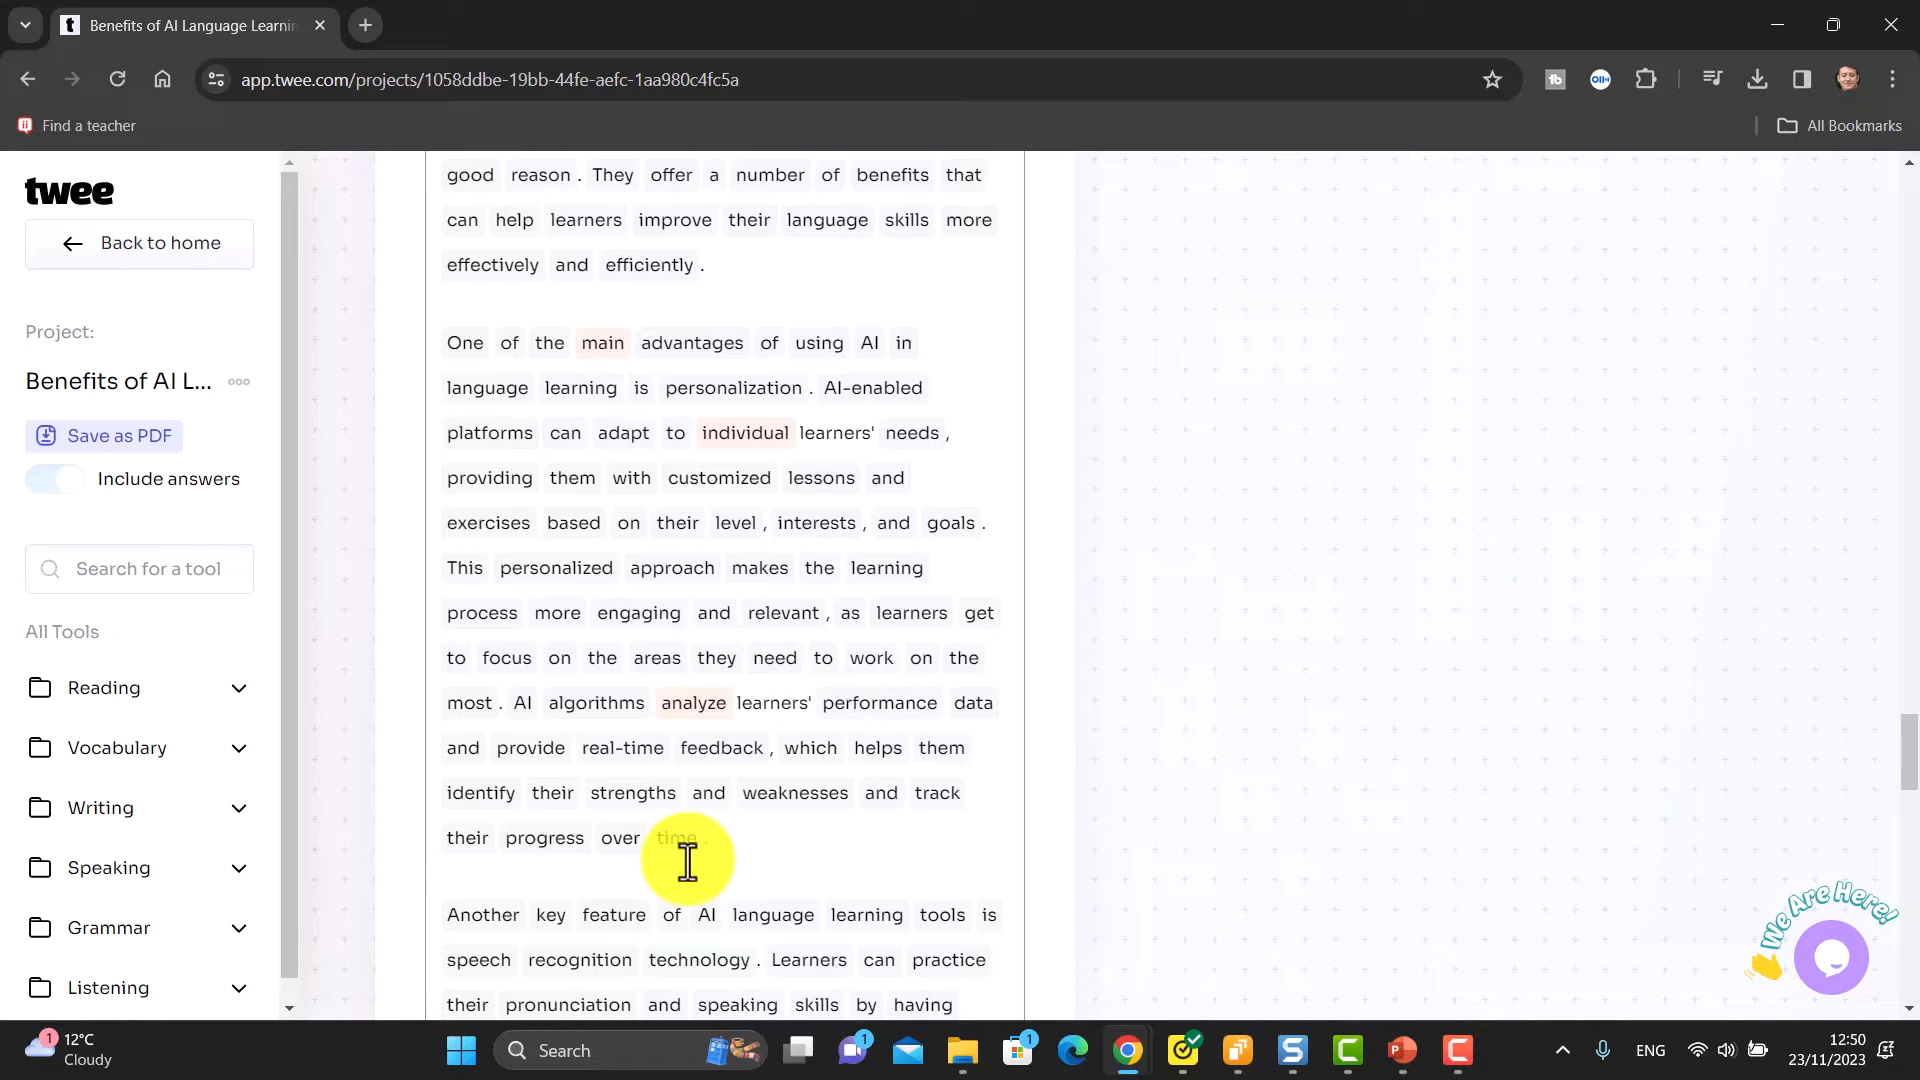 Benefits of AI Language Learnin
app.twee.com/projects/1058ddbe-19bb-44fe-aefc-1aa980c4fc5a
Find a teacher
All Bookmarks
twee
Back to home
Project:
Benefits of AI L...
Save as PDF
Include answers
Search for a tool
All Tools
Reading
Vocabulary
Writing
Speaking
Grammar
Listening
good reason . They offer a number of benefits that
can help learners improve their language skills more
effectively and efficiently .
One of the main advantages of using AI in
language learning is personalization . AI-enabled
platforms can adapt to individual learners' needs ,
providing them with customized lessons and
exercises based on their level , interests , and goals .
This personalized approach makes the learning
process more engaging and relevant , as learners get
to focus on the areas they need to work on the
most . AI algorithms analyze learners' performance data
and provide real-time feedback , which helps them
identify their strengths and weaknesses and track
their progress over time .
Another key feature of AI language learning tools is
speech recognition technology . Learners can practice
their pronunciation and speaking skills by having
We Are Here!
1
12°C
Cloudy
Search
1
1
ENG
12:50
23/11/2023